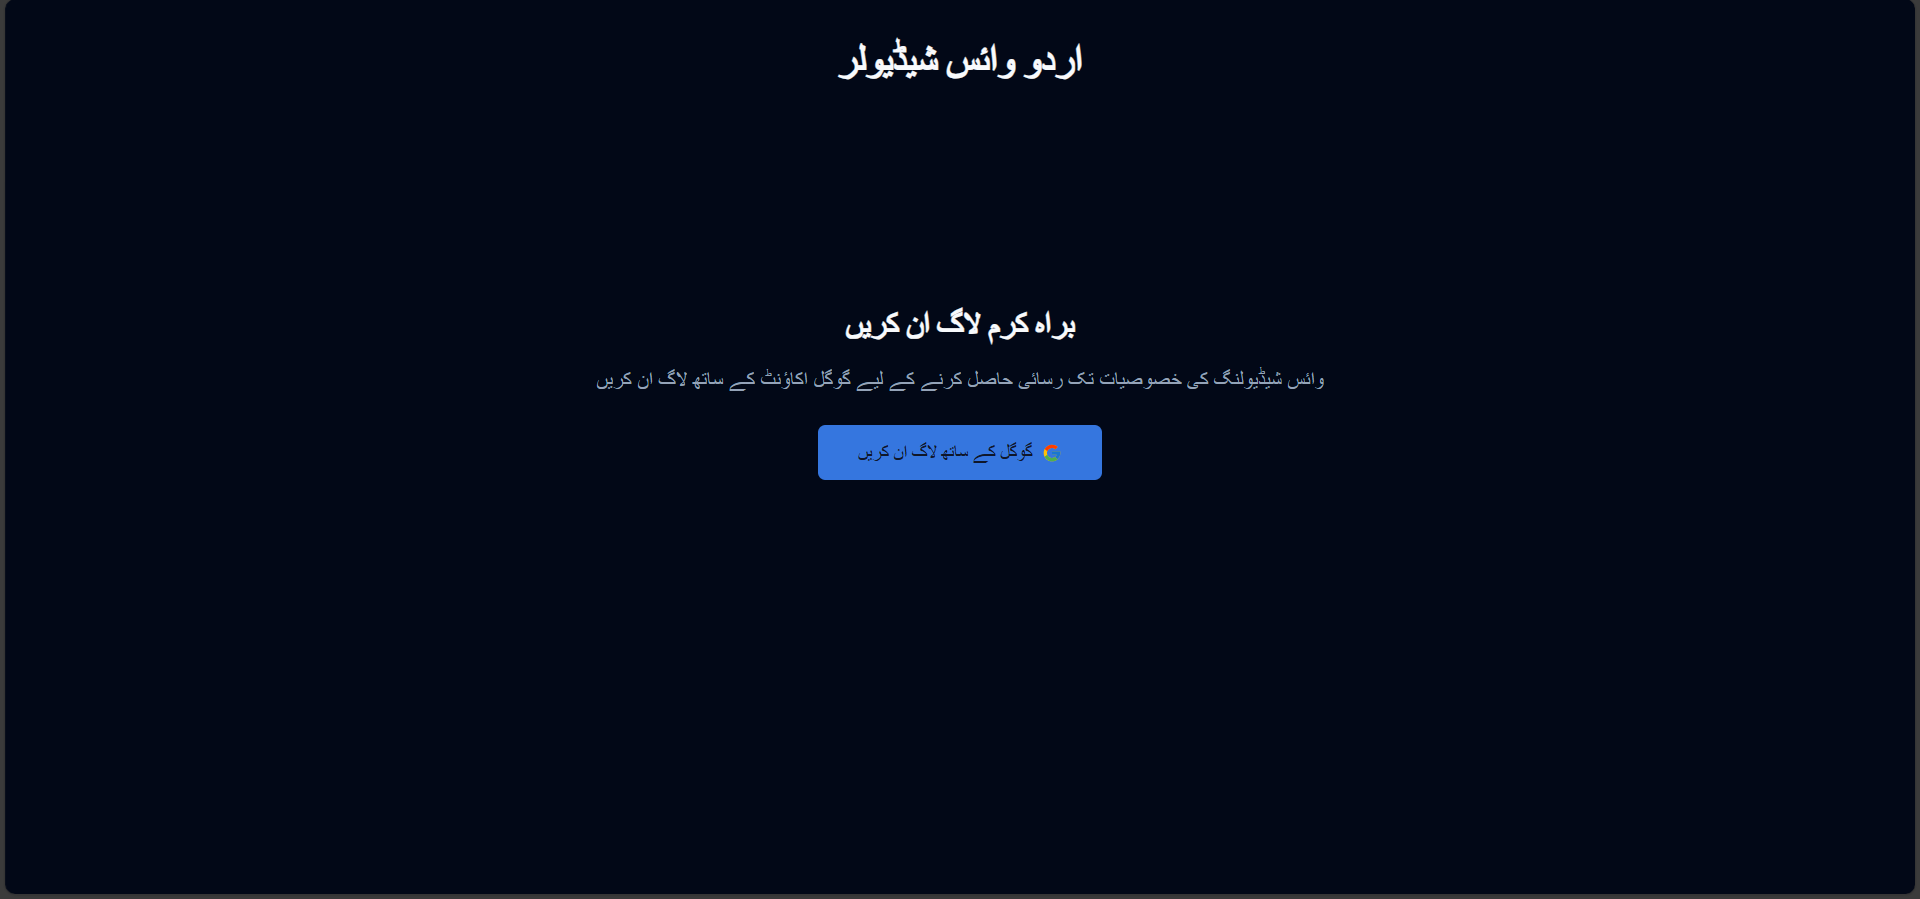 اردو وائس شیڈیولر
براہ کرم لاگ ان کریں
وائس شیڈیولنگ کی خصوصیات تک رسائی حاصل کرنے کے لیے گوگل اکاؤنٹ کے ساتھ لاگ ان کریں
گوگل کے ساتھ لاگ ان کریں